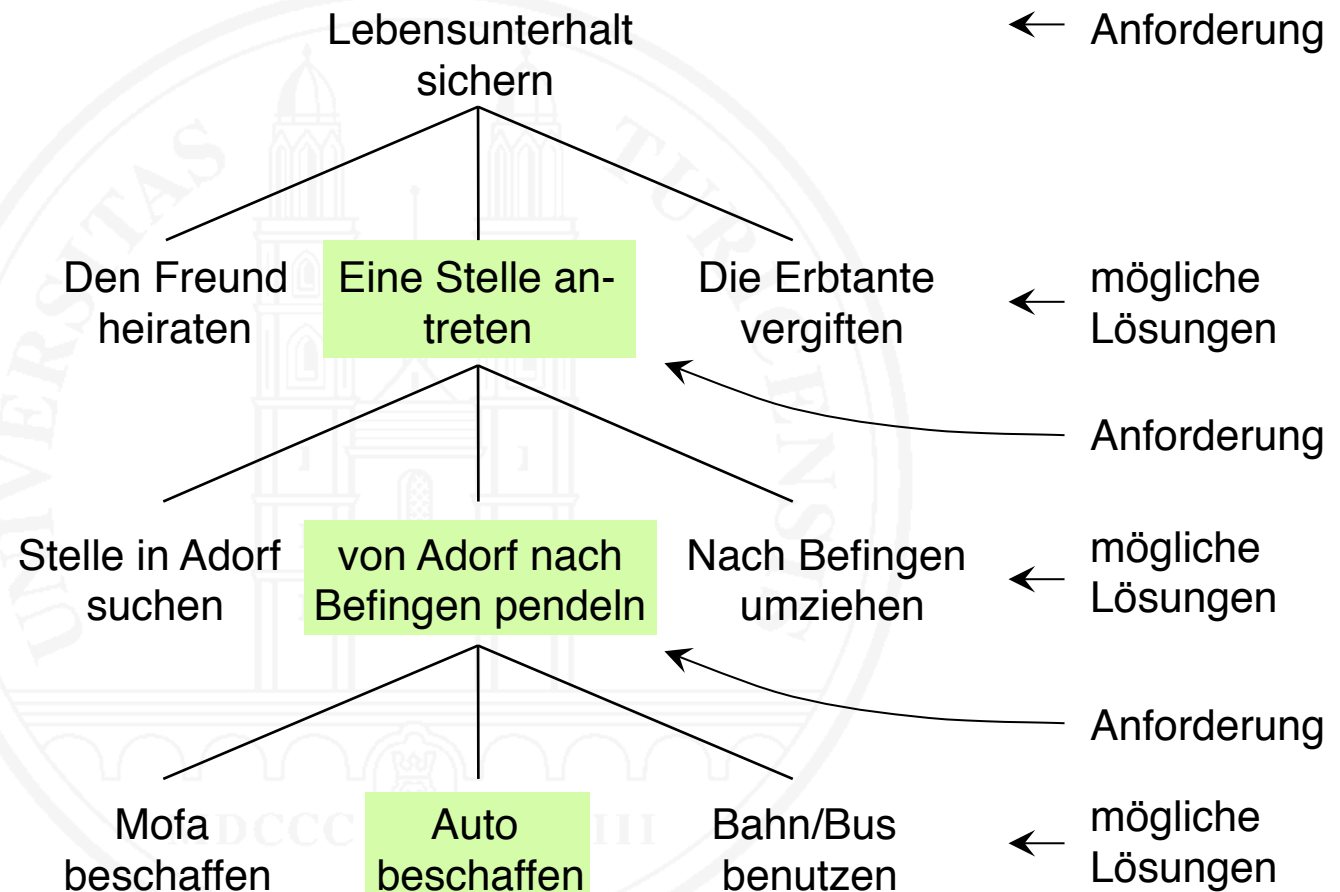 Lebensunterhalt
sichern
Anforderung
Den Freund
heiraten
Eine Stelle an-
treten
Die Erbtante
vergiften
mögliche
Lösungen
Anforderung
Stelle in Adorf
suchen
von Adorf nach
Befingen pendeln
Nach Befingen
umziehen
mögliche
Lösungen
Anforderung
Mofa
beschaffen
Auto
beschaffen
Bahn/Bus
benutzen
mögliche
Lösungen
UNIVERSITAS
TURICENSIS